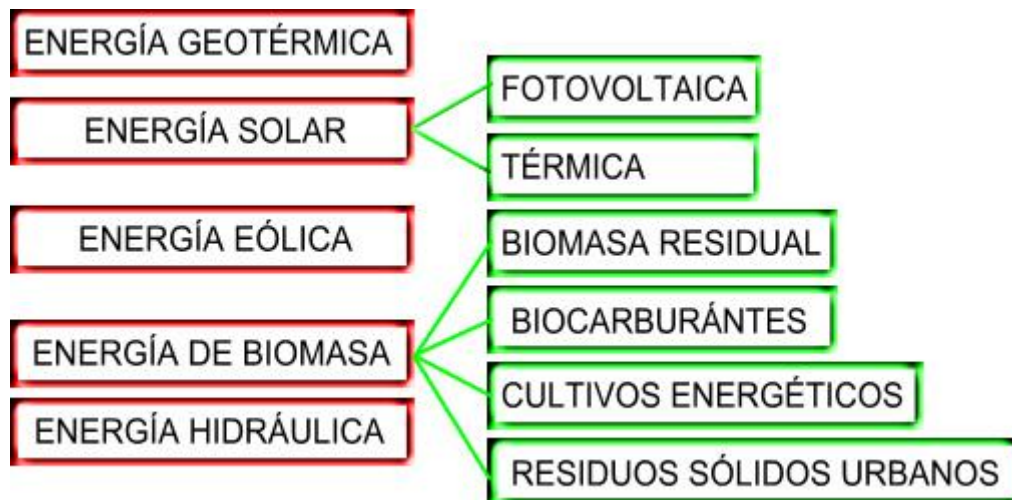 ENERGÍA GEOTÉRMICA
ENERGÍA SOLAR
FOTOVOLTAICA
TÉRMICA
ENERGÍA EÓLICA
ENERGÍA DE BIOMASA
BIOMASA RESIDUAL
BIOCARBURÁNTES
CULTIVOS ENERGÉTICOS
RESIDUOS SÓLIDOS URBANOS
ENERGÍA HIDRÁULICA